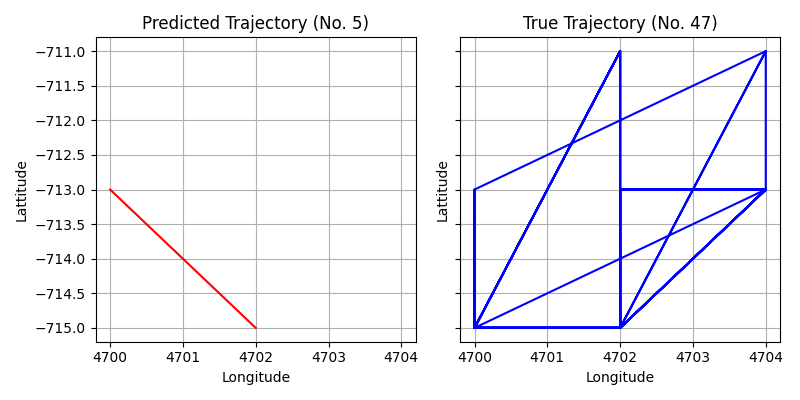 Predicted Trajectory (No. 5)
True Trajectory (No. 47)
Lattitude
−711.0
−711.5
−712.0
−712.5
−713.0
−713.5
−714.0
−714.5
−715.0
4700 4701 4702 4703 4704
Longitude
Lattitude
4700 4701 4702 4703 4704
Longitude